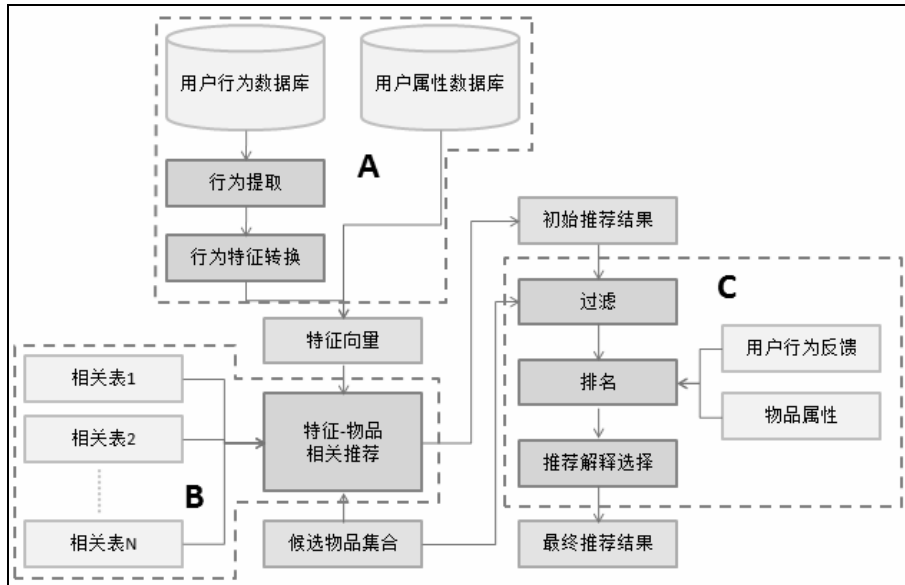 用户行为数据库
用户属性数据库
A
行为提取
行为特征转换
初始推荐结果
C
过滤
特征向量
用户行为反馈
相关表1
排名
物品属性
相关表2
特征-物品
相关推荐
推荐解释选择
B
相关表N
候选物品集合
最终推荐结果